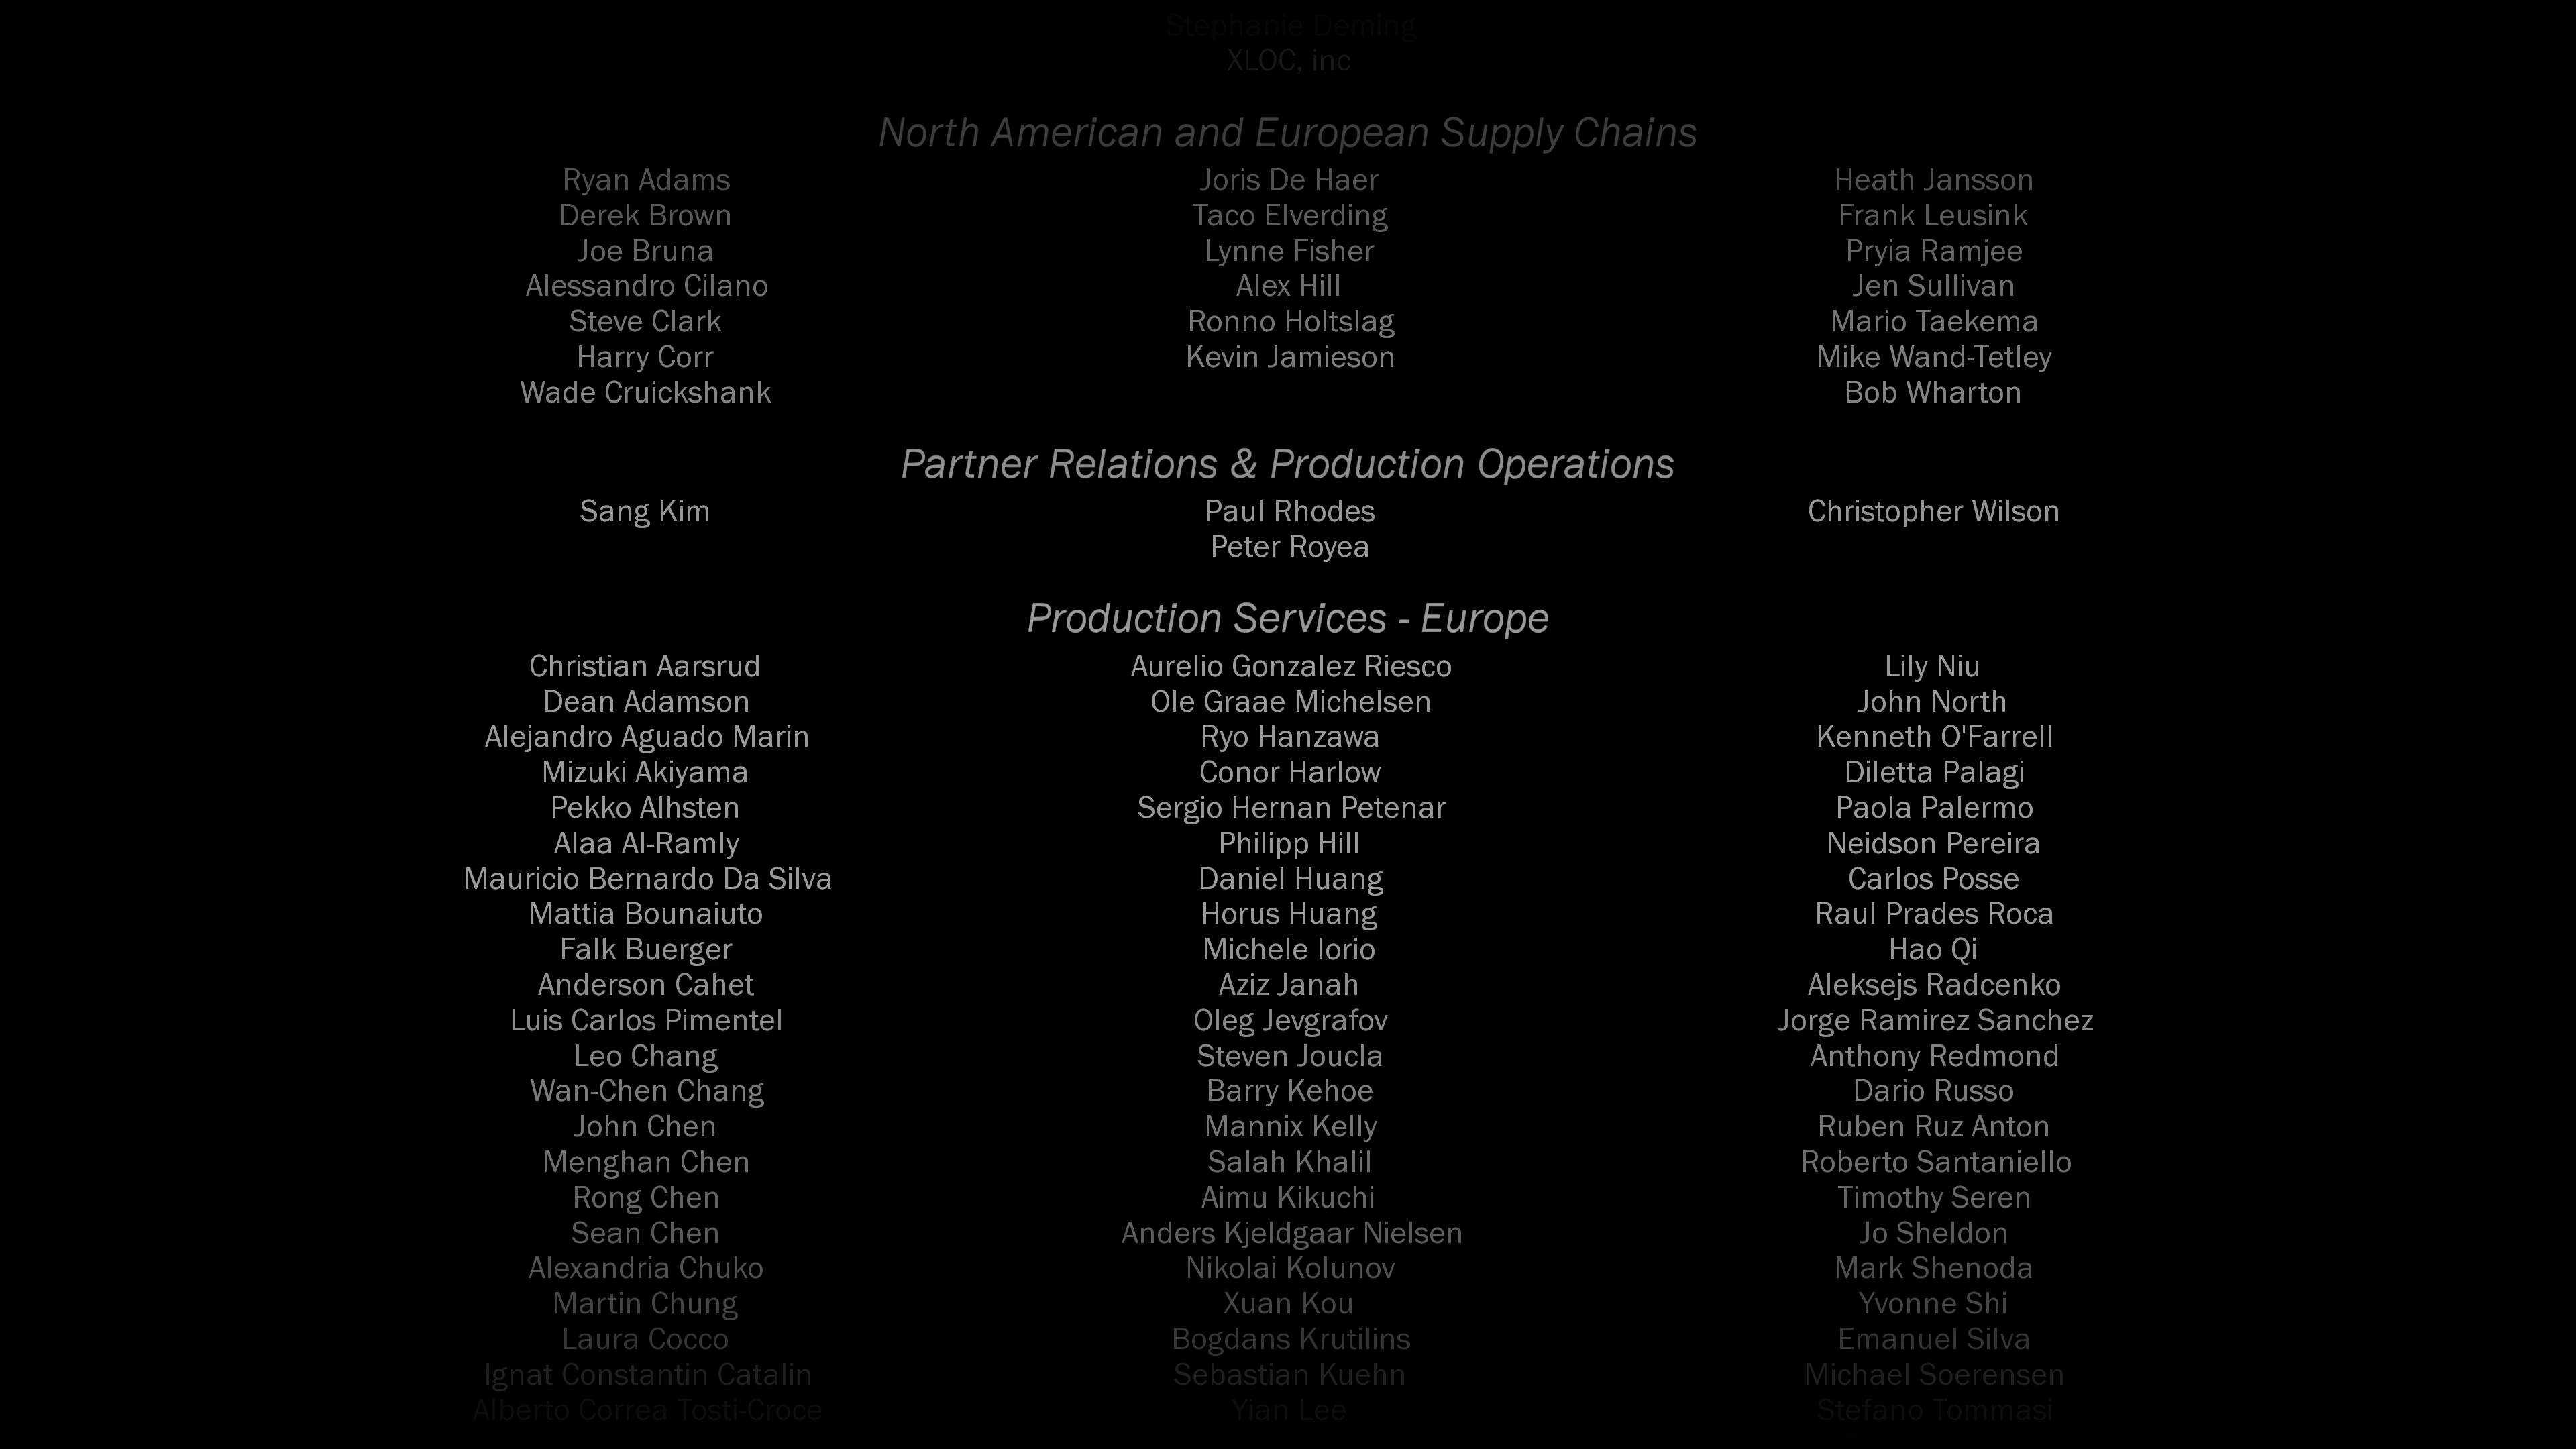 Stephanie Deming
XLOC, inc
North American and European Supply Chains
Ryan Adams
Derek Brown
Joe Bruna
Alessandro Cilano
Steve Clark
Harry Corr
Wade Cruickshank
Joris De Haer
Taco Elverding
Lynne Fisher
Alex Hill
Ronno Holtslag
Kevin Jamieson
Heath Jansson
Frank Leusink
Pryia Ramjee
Jen Sullivan
Mario Taekema
Mike Wand-Tetley
Bob Wharton
Partner Relations & Production Operations
Sang Kim
Paul Rhodes
Peter Royea
Christopher Wilson
Production Services - Europe
Christian Aarsrud
Dean Adamson
Alejandro Aguado Marin
Mizuki Akiyama
Pekko Alhsten
Alaa Al-Ramly
Mauricio Bernardo Da Silva
Mattia Bounaiuto
Falk Buerger
Anderson Cahet
Luis Carlos Pimentel
Leo Chang
Wan-Chen Chang
John Chen
Menghan Chen
Rong Chen
Sean Chen
Alexandria Chuko
Martin Chung
Laura Cocco
Ignat Constantin Catalin
Alberto Correa Tosti-Croce
Aurelio Gonzalez Riesco
Ole Graae Michelsen
Ryo Hanzawa
Conor Harlow
Sergio Hernan Petenar
Philipp Hill
Daniel Huang
Horus Huang
Michele Iorio
Aziz Janah
Oleg Jevgrafov
Steven Joucla
Barry Kehoe
Mannix Kelly
Salah Khalil
Aimu Kikuchi
Anders Kjeldgaar Nielsen
Nikolai Kolunov
Xuan Kou
Bogdans Krutilins
Sebastian Kuehn
Yian Lee
Lily Niu
John North
Kenneth O'Farrell
Diletta Palagi
Paola Palermo
Neidson Pereira
Carlos Posse
Raul Prades Roca
Hao Qi
Aleksejs Radcenko
Jorge Ramirez Sanchez
Anthony Redmond
Dario Russo
Ruben Ruz Anton
Roberto Santaniello
Timothy Seren
Jo Sheldon
Mark Shenoda
Yvonne Shi
Emanuel Silva
Michael Soerensen
Stefano Tommasi